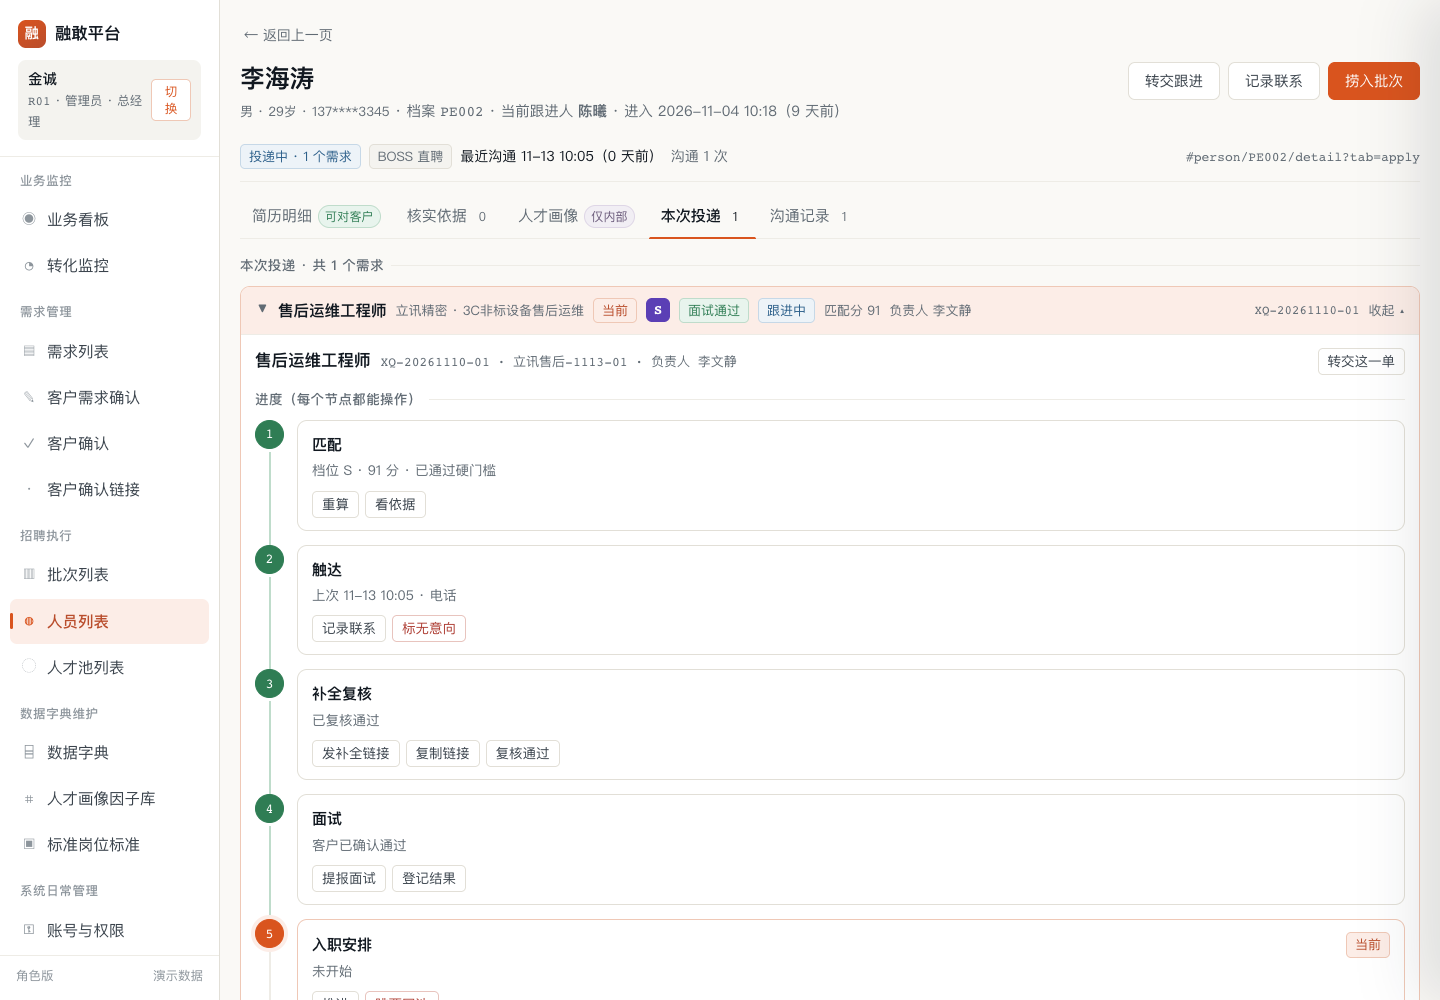 融 融敢平台
金诚
R01 · 管理员 · 总经理
切换
业务监控
业务看板
转化监控
需求管理
需求列表
客户需求确认
客户确认
客户确认链接
招聘执行
批次列表
人员列表
人才池列表
数据字典维护
数据字典
人才画像因子库
标准岗位标准
系统日常管理
账号与权限
角色版 演示数据
← 返回上一页
李海涛
转交跟进 记录联系 捞入批次
男 · 29岁 · 137****3345 · 档案 PE002 · 当前跟进人 陈曦 · 进入 2026-11-04 10:18（9 天前）
投递中 · 1 个需求 BOSS 直聘 最近沟通 11-13 10:05（0 天前） 沟通 1 次 #person/PE002/detail?tab=apply
简历明细 可对客户 核实依据 0 人才画像 仅内部 本次投递 1 沟通记录 1
本次投递 · 共 1 个需求
▼ 售后运维工程师 立讯精密 · 3C非标设备售后运维 当前 S 面试通过 跟进中 匹配分 91 负责人 李文静 XQ-20261110-01 收起 ▴
售后运维工程师 XQ-20261110-01 · 立讯售后-1113-01 · 负责人 李文静 转交这一单
进度（每个节点都能操作）
1 匹配
档位 S · 91 分 · 已通过硬门槛
重算 看依据
2 触达
上次 11-13 10:05 · 电话
记录联系 标无意向
3 补全复核
已复核通过
发补全链接 复制链接 复核通过
4 面试
客户已确认通过
提报面试 登记结果
5 入职安排 当前
未开始